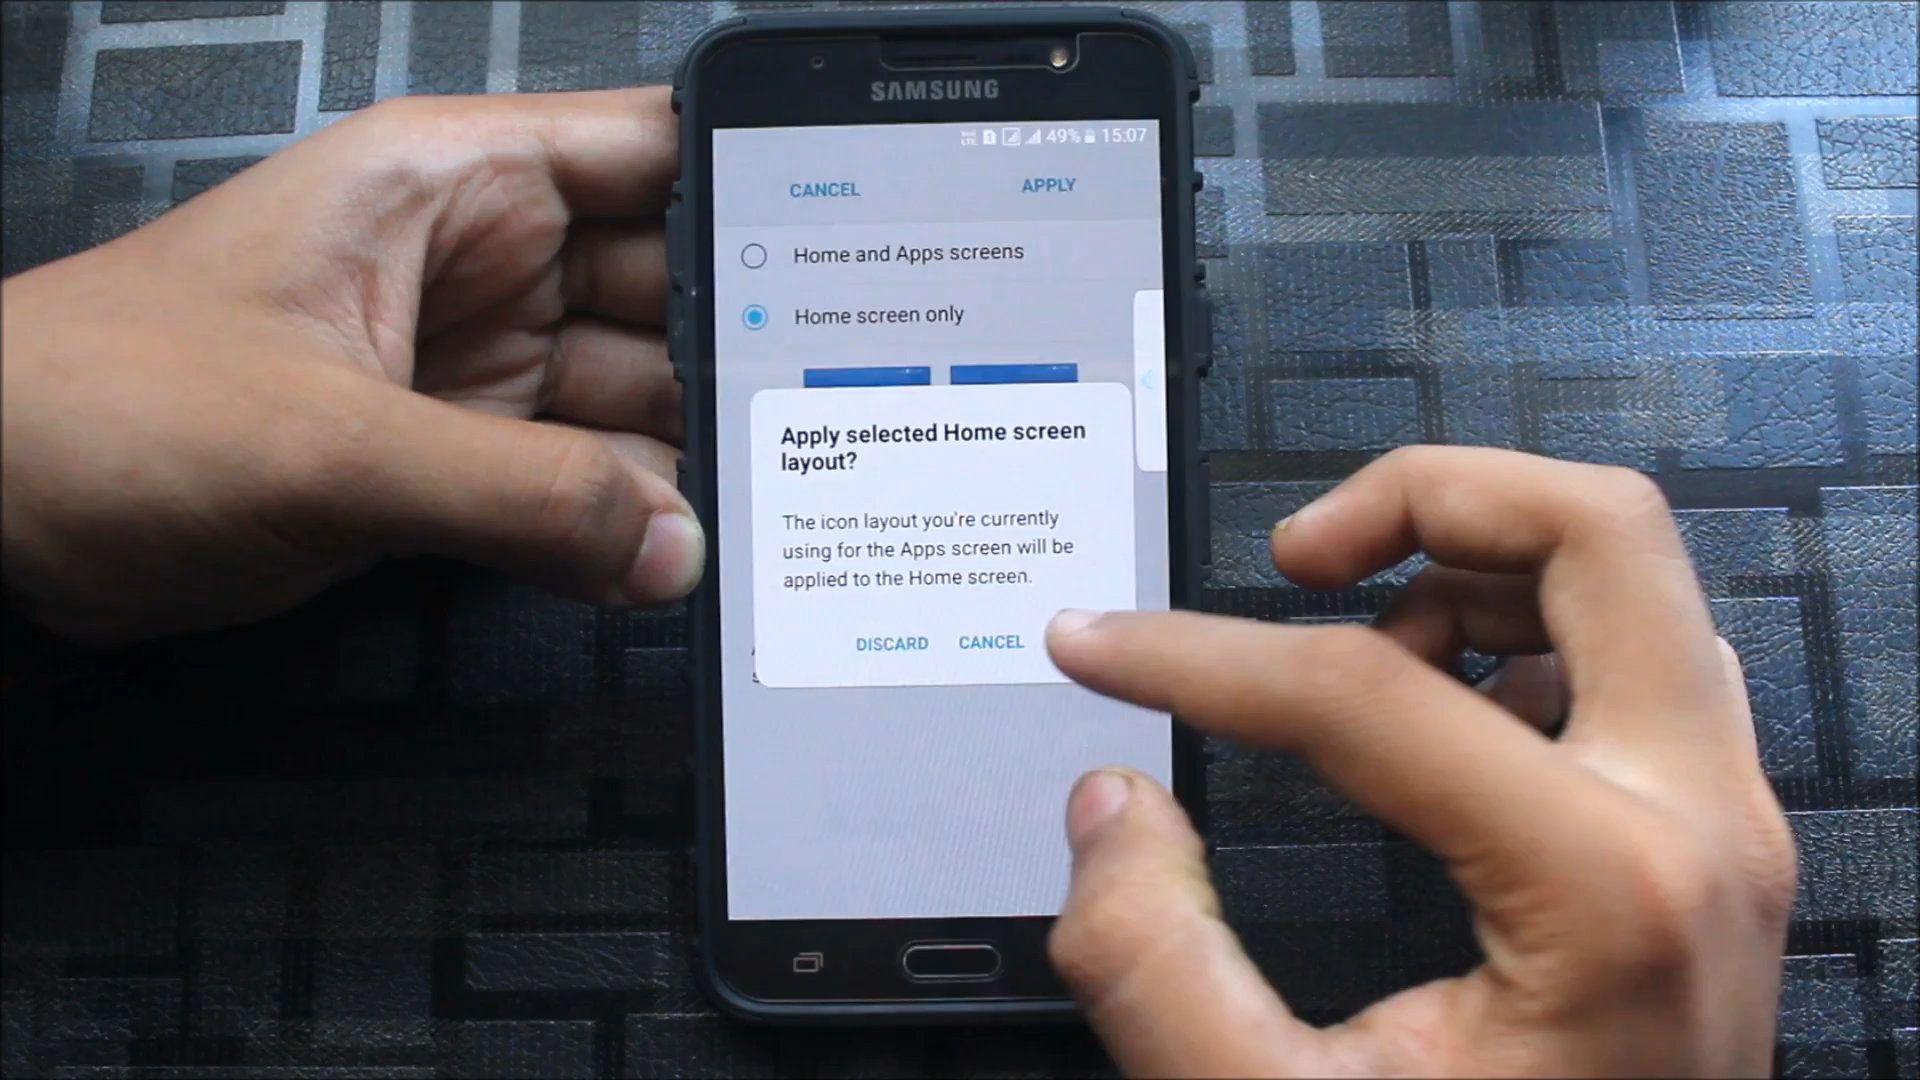 SAMSUNG
49% 15:07
CANCEL APPLY
Home and Apps screens
Home screen only
Apply selected Home screen
layout?
The icon layout you're currently
using for the Apps screen will be
applied to the Home screen.
DISCARD CANCEL